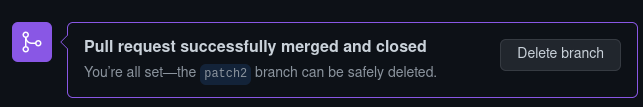 Pull request successfully merged and closed
You're all set—the patch2 branch can be safely deleted.
Delete branch